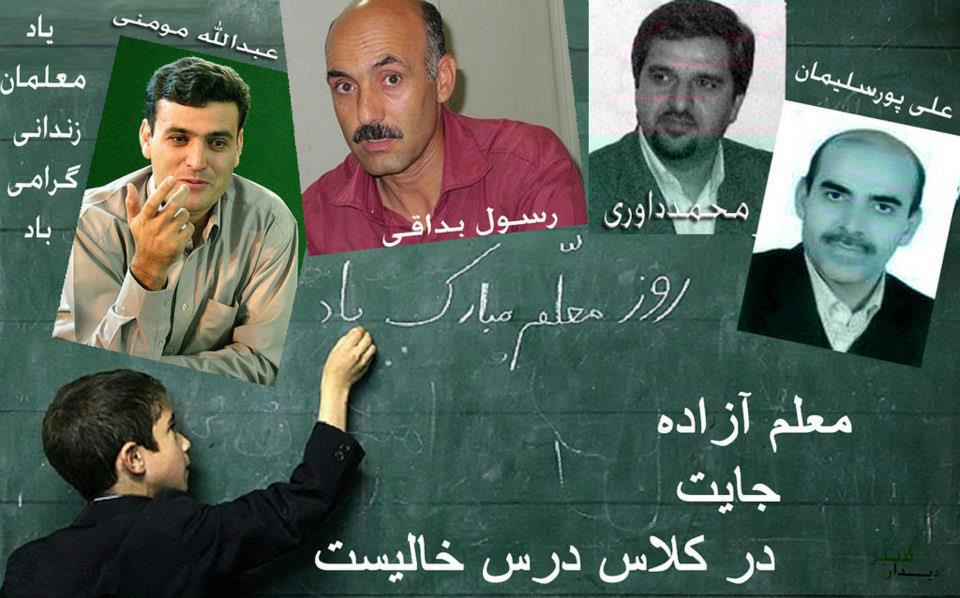 یاد
معلمان
زندانی
گرامی
باد
عبدالله مومنی
رسول بداقی
محمدداوری
علی پورسلیمان
روز معلّم مبارک باد
معلم آزاده
جایت
در کلاس درس خالیست
دیدار